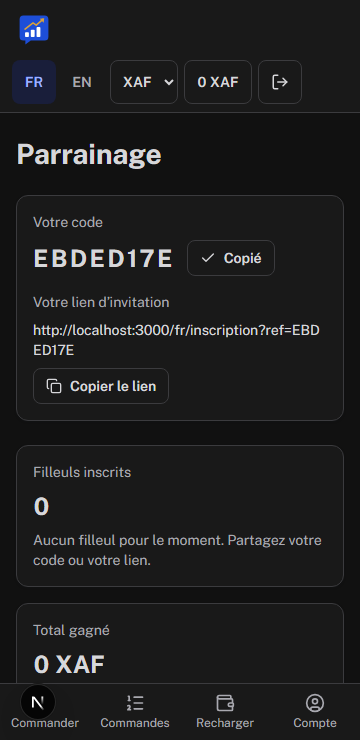 FR
EN
XAF
0 XAF
Parrainage
Votre code
EBDED17E
Copié
Votre lien d'invitation
http://localhost:3000/fr/inscription?ref=EBD
ED17E
Copier le lien
Filleuls inscrits
0
Aucun filleul pour le moment. Partagez votre
code ou votre lien.
Total gagné
0 XAF
N
Commander
Commandes
Recharger
Compte